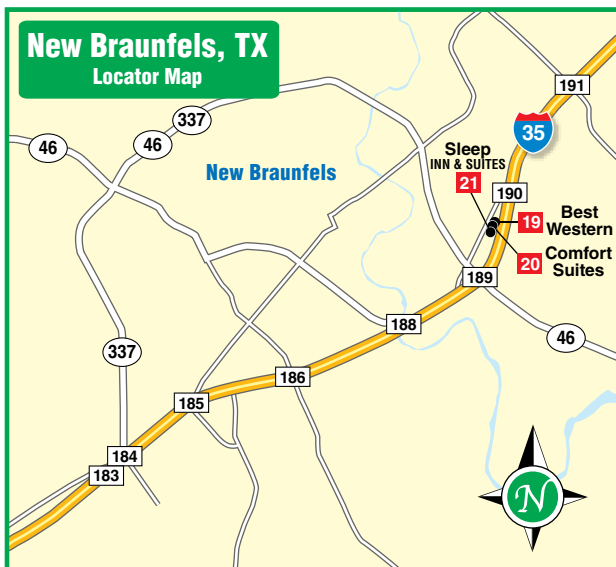 New Braunfels, TX
Locator Map
191
337
46
46
35
Sleep
INN & SUITES
New Braunfels
21
190
19
Best
Western
20
Comfort
Suites
189
188
46
337
186
185
184
183
N